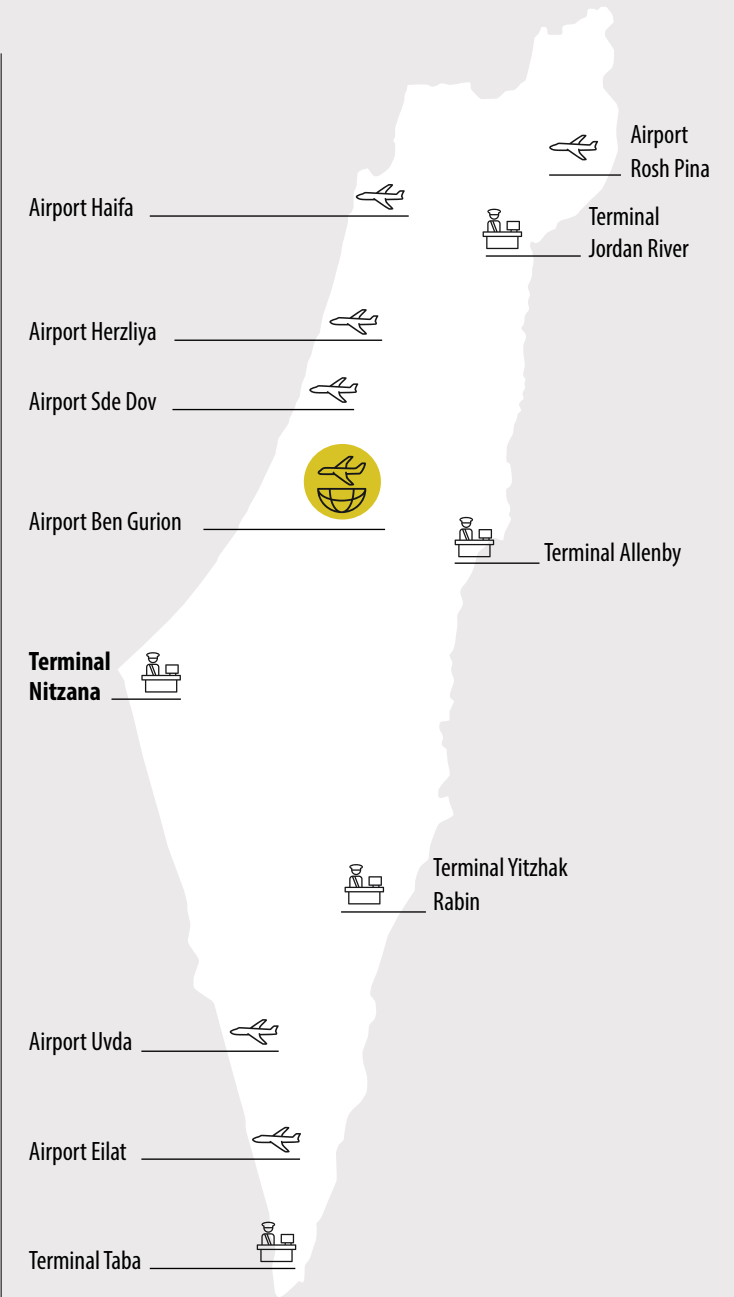 Airport
Rosh Pina
Airport Haifa
Terminal
Jordan River
Airport Herzliya
Airport Sde Dov
Airport Ben Gurion
Terminal Allenby
Terminal
Nitzana
Terminal Yitzhak
Rabin
Airport Uvda
Airport Eilat
Terminal Taba